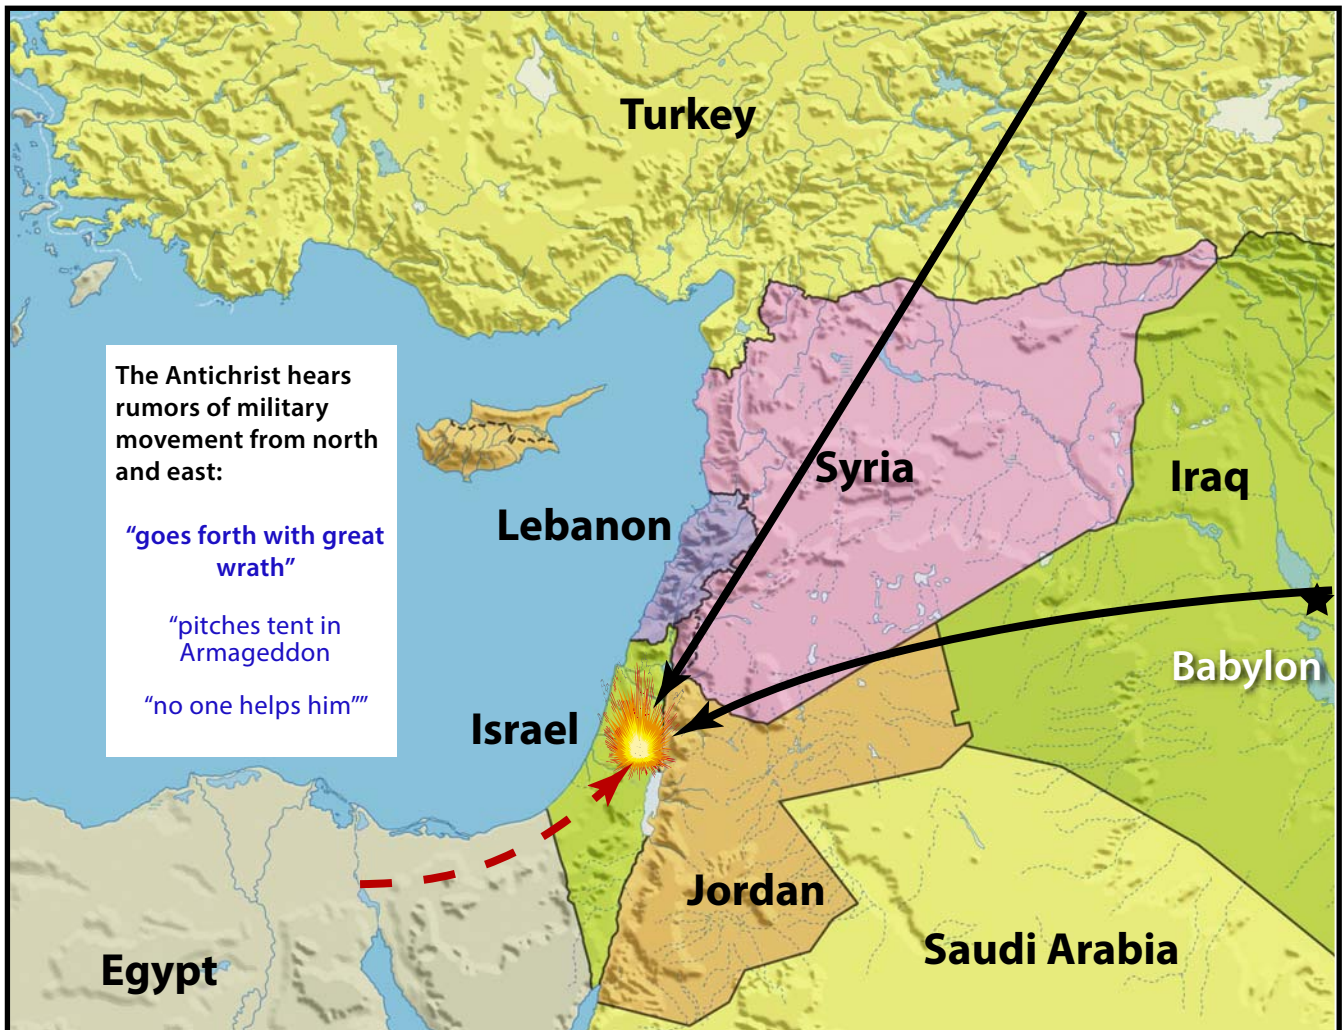 Turkey
The Antichrist hears
rumors of military
movement from north
and east:
“goes forth with great
wrath”
“pitches tent in
Armageddon
“no one helps him””
Syria
Iraq
Lebanon
Babylon
Israel
Jordan
Saudi Arabia
Egypt